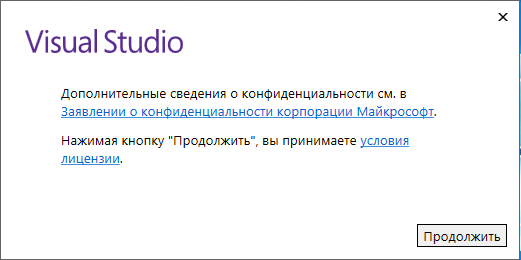 Visual Studio
Дополнительные сведения о конфиденциальности см. в
Заявлении о конфиденциальности корпорации Майкрософт.
Нажимая кнопку "Продолжить", вы принимаете условия
лицензии.
Продолжить